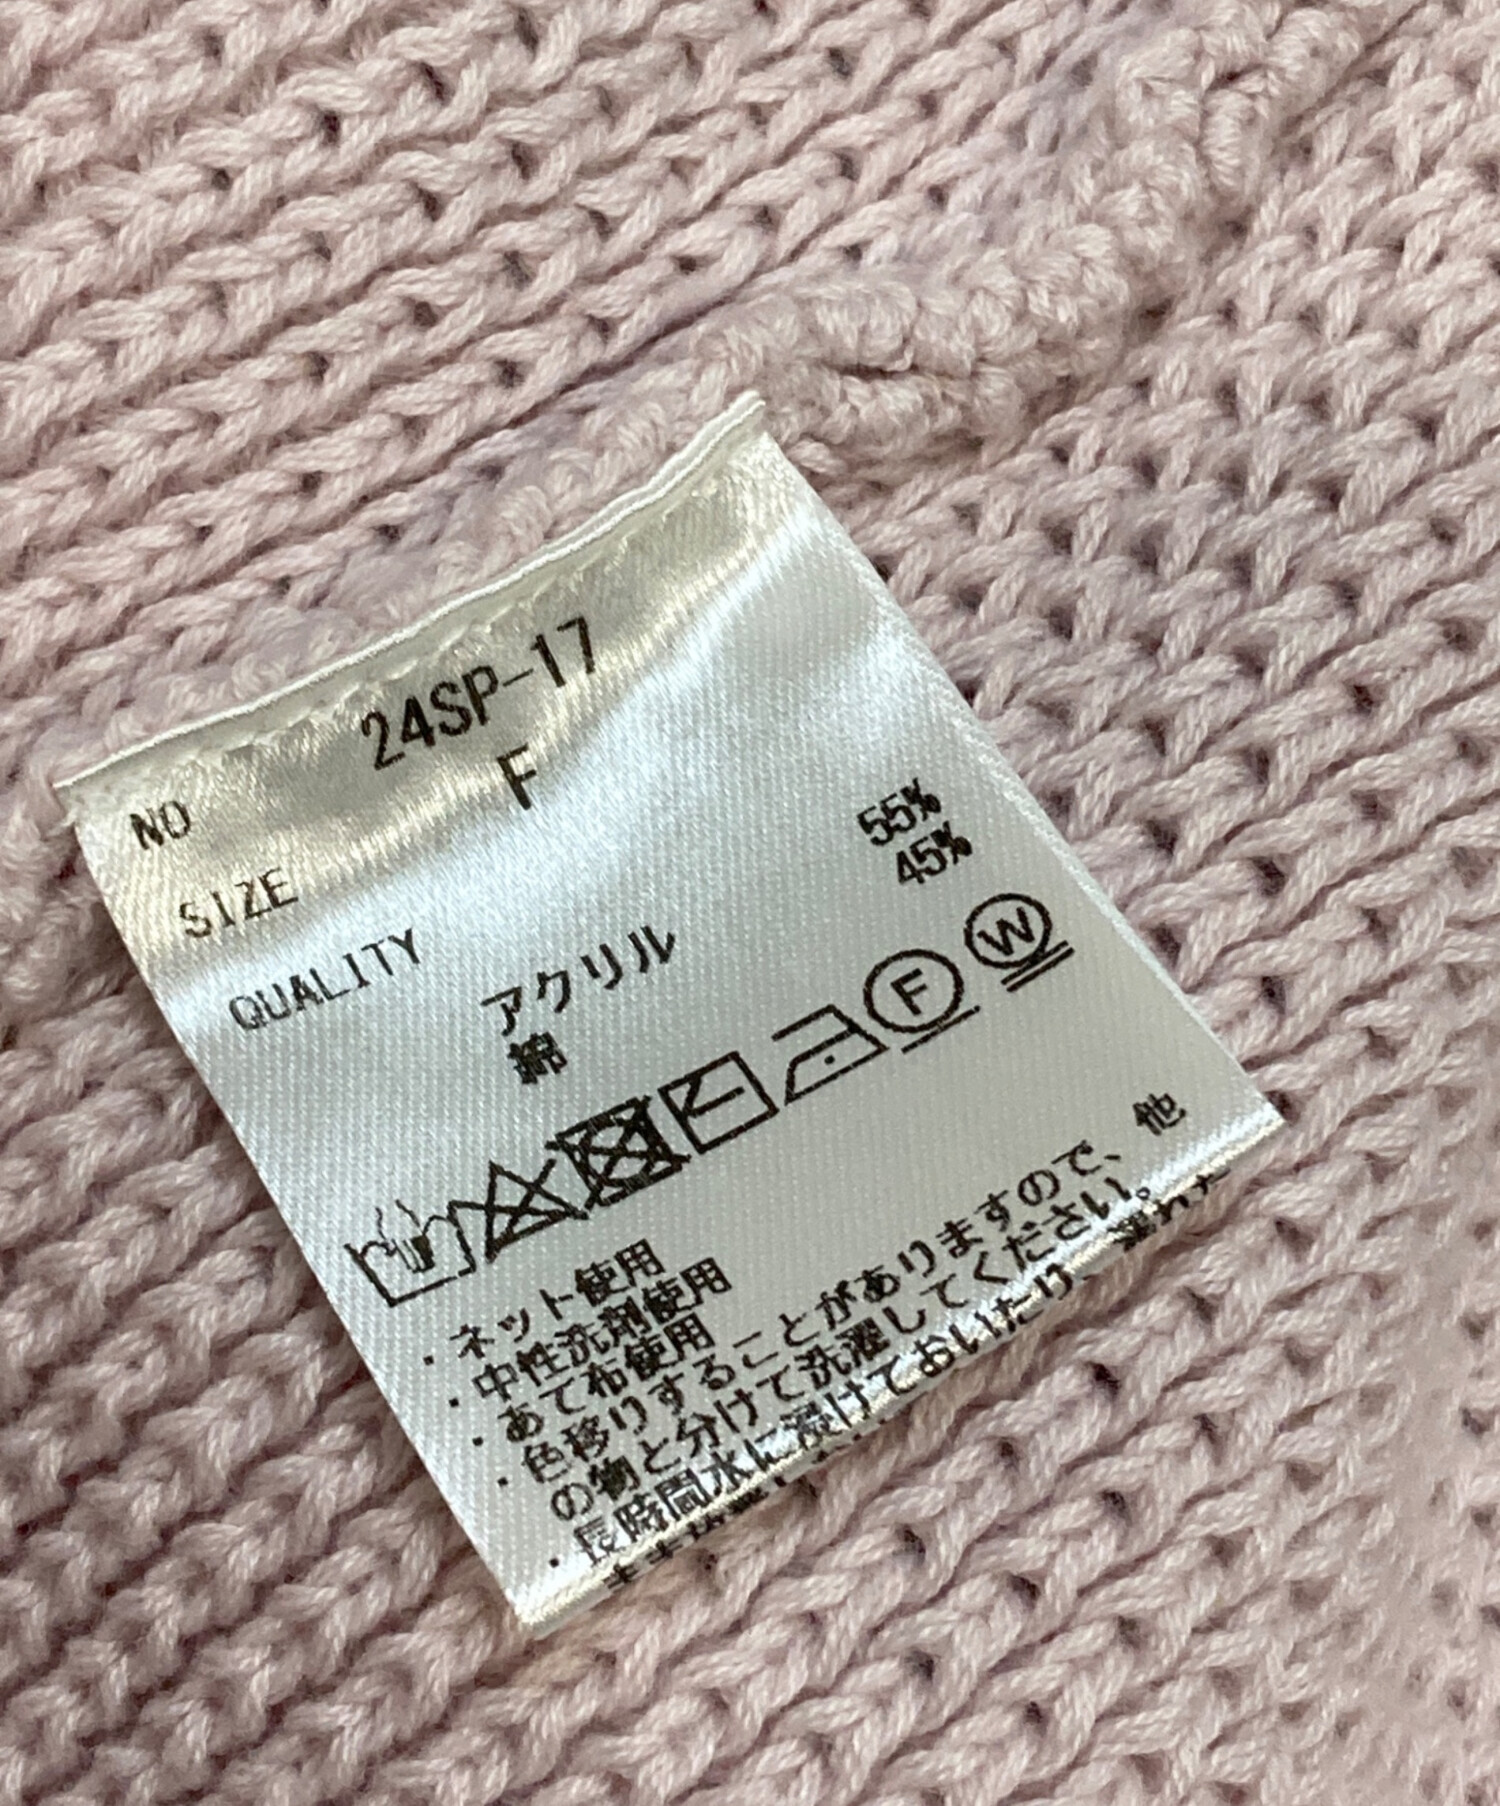 NO 24SP-17
SIZE F
QUALITY
アクリル 55%
綿 45%
F W
・ネット使用
・中性洗剤使用
・あて布使用
・色移りすることがありますので、他
の物と分けて洗濯してください。
・長時間水に浸けておいたり、濡れた